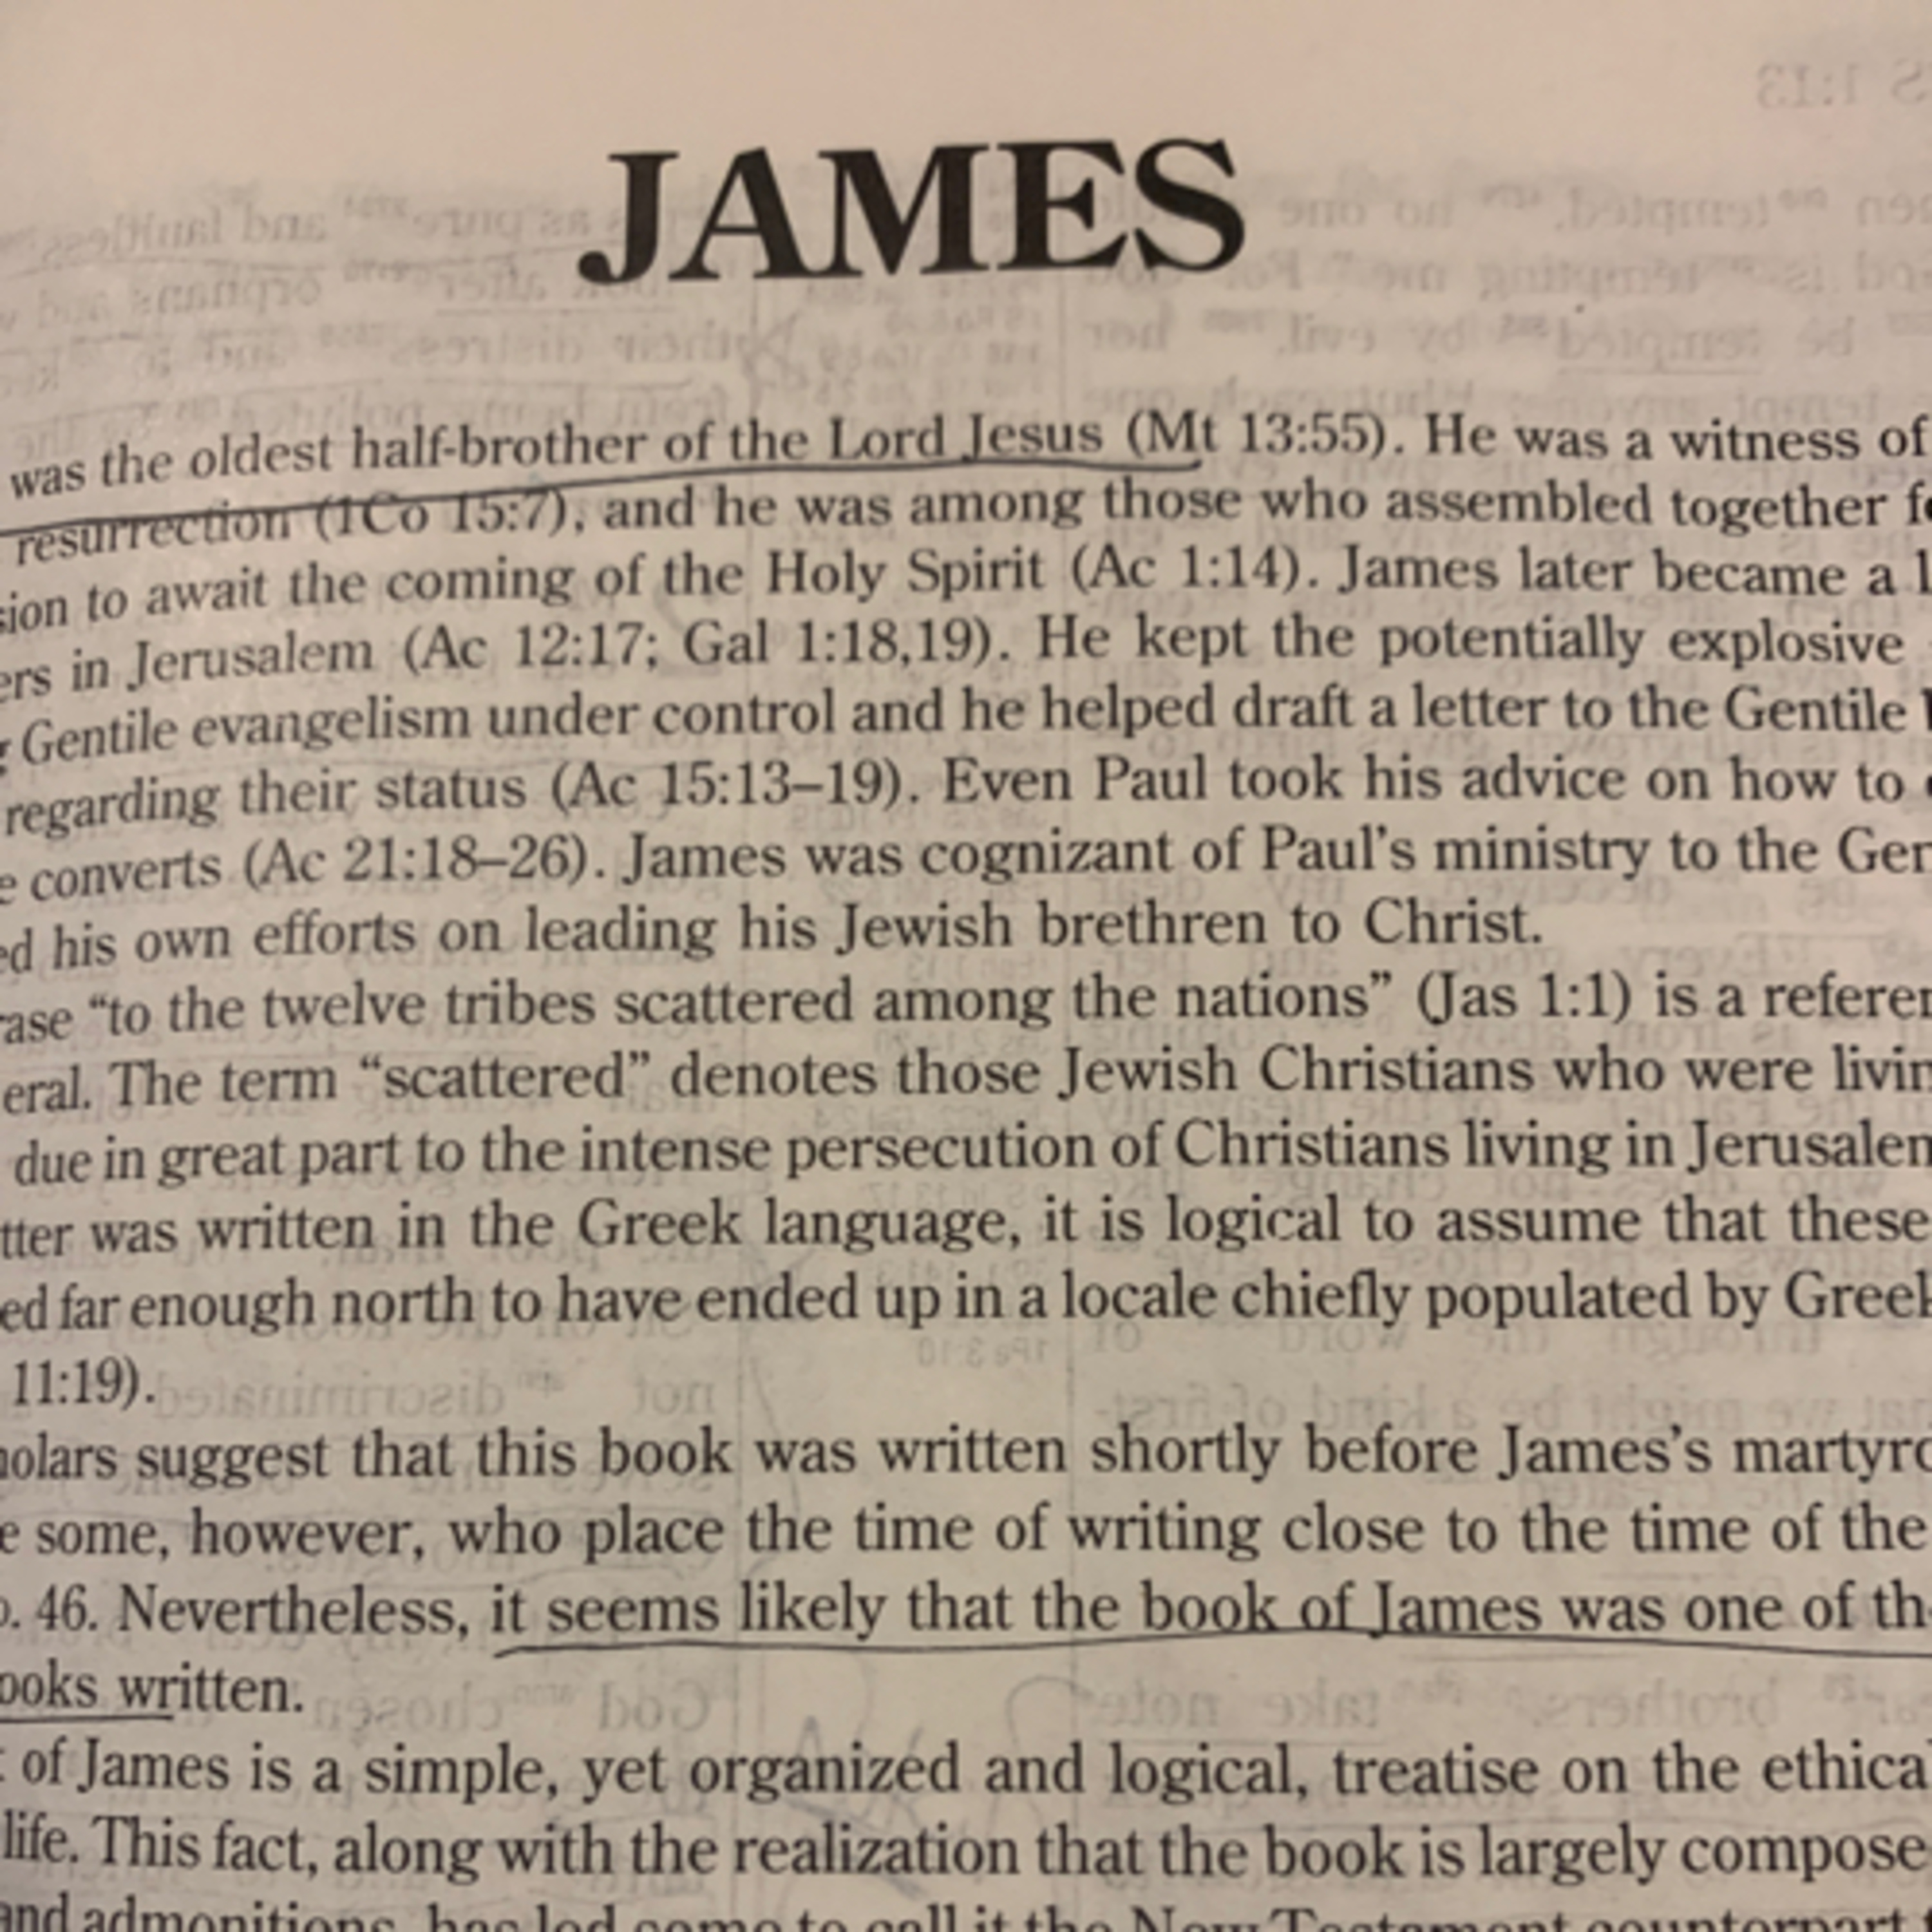 JAMES
was the oldest half-brother of the Lord Jesus (Mt 13:55). He was a witness of
resurrection (1Co 15:7), and he was among those who assembled together
to await the coming of the Holy Spirit (Ac 1:14). James later became a
in Jerusalem (Ac 12:17; Gal 1:18,19). He kept the potentially explosive
Gentile evangelism under control and he helped draft a letter to the Gentile
regarding their status (Ac 15:13–19). Even Paul took his advice on how to
converts (Ac 21:18–26). James was cognizant of Paul's ministry to the
his own efforts on leading his Jewish brethren to Christ.
“to the twelve tribes scattered among the nations” (Jas 1:1) is a
The term “scattered” denotes those Jewish Christians who were
due in great part to the intense persecution of Christians living in
was written in the Greek language, it is logical to assume that these
far enough north to have ended up in a locale chiefly populated by
11:19).
suggest that this book was written shortly before James's
some, however, who place the time of writing close to the time of the
46. Nevertheless, it seems likely that the book of James was one of
written.
of James is a simple, yet organized and logical, treatise on the
life. This fact, along with the realization that the book is largely